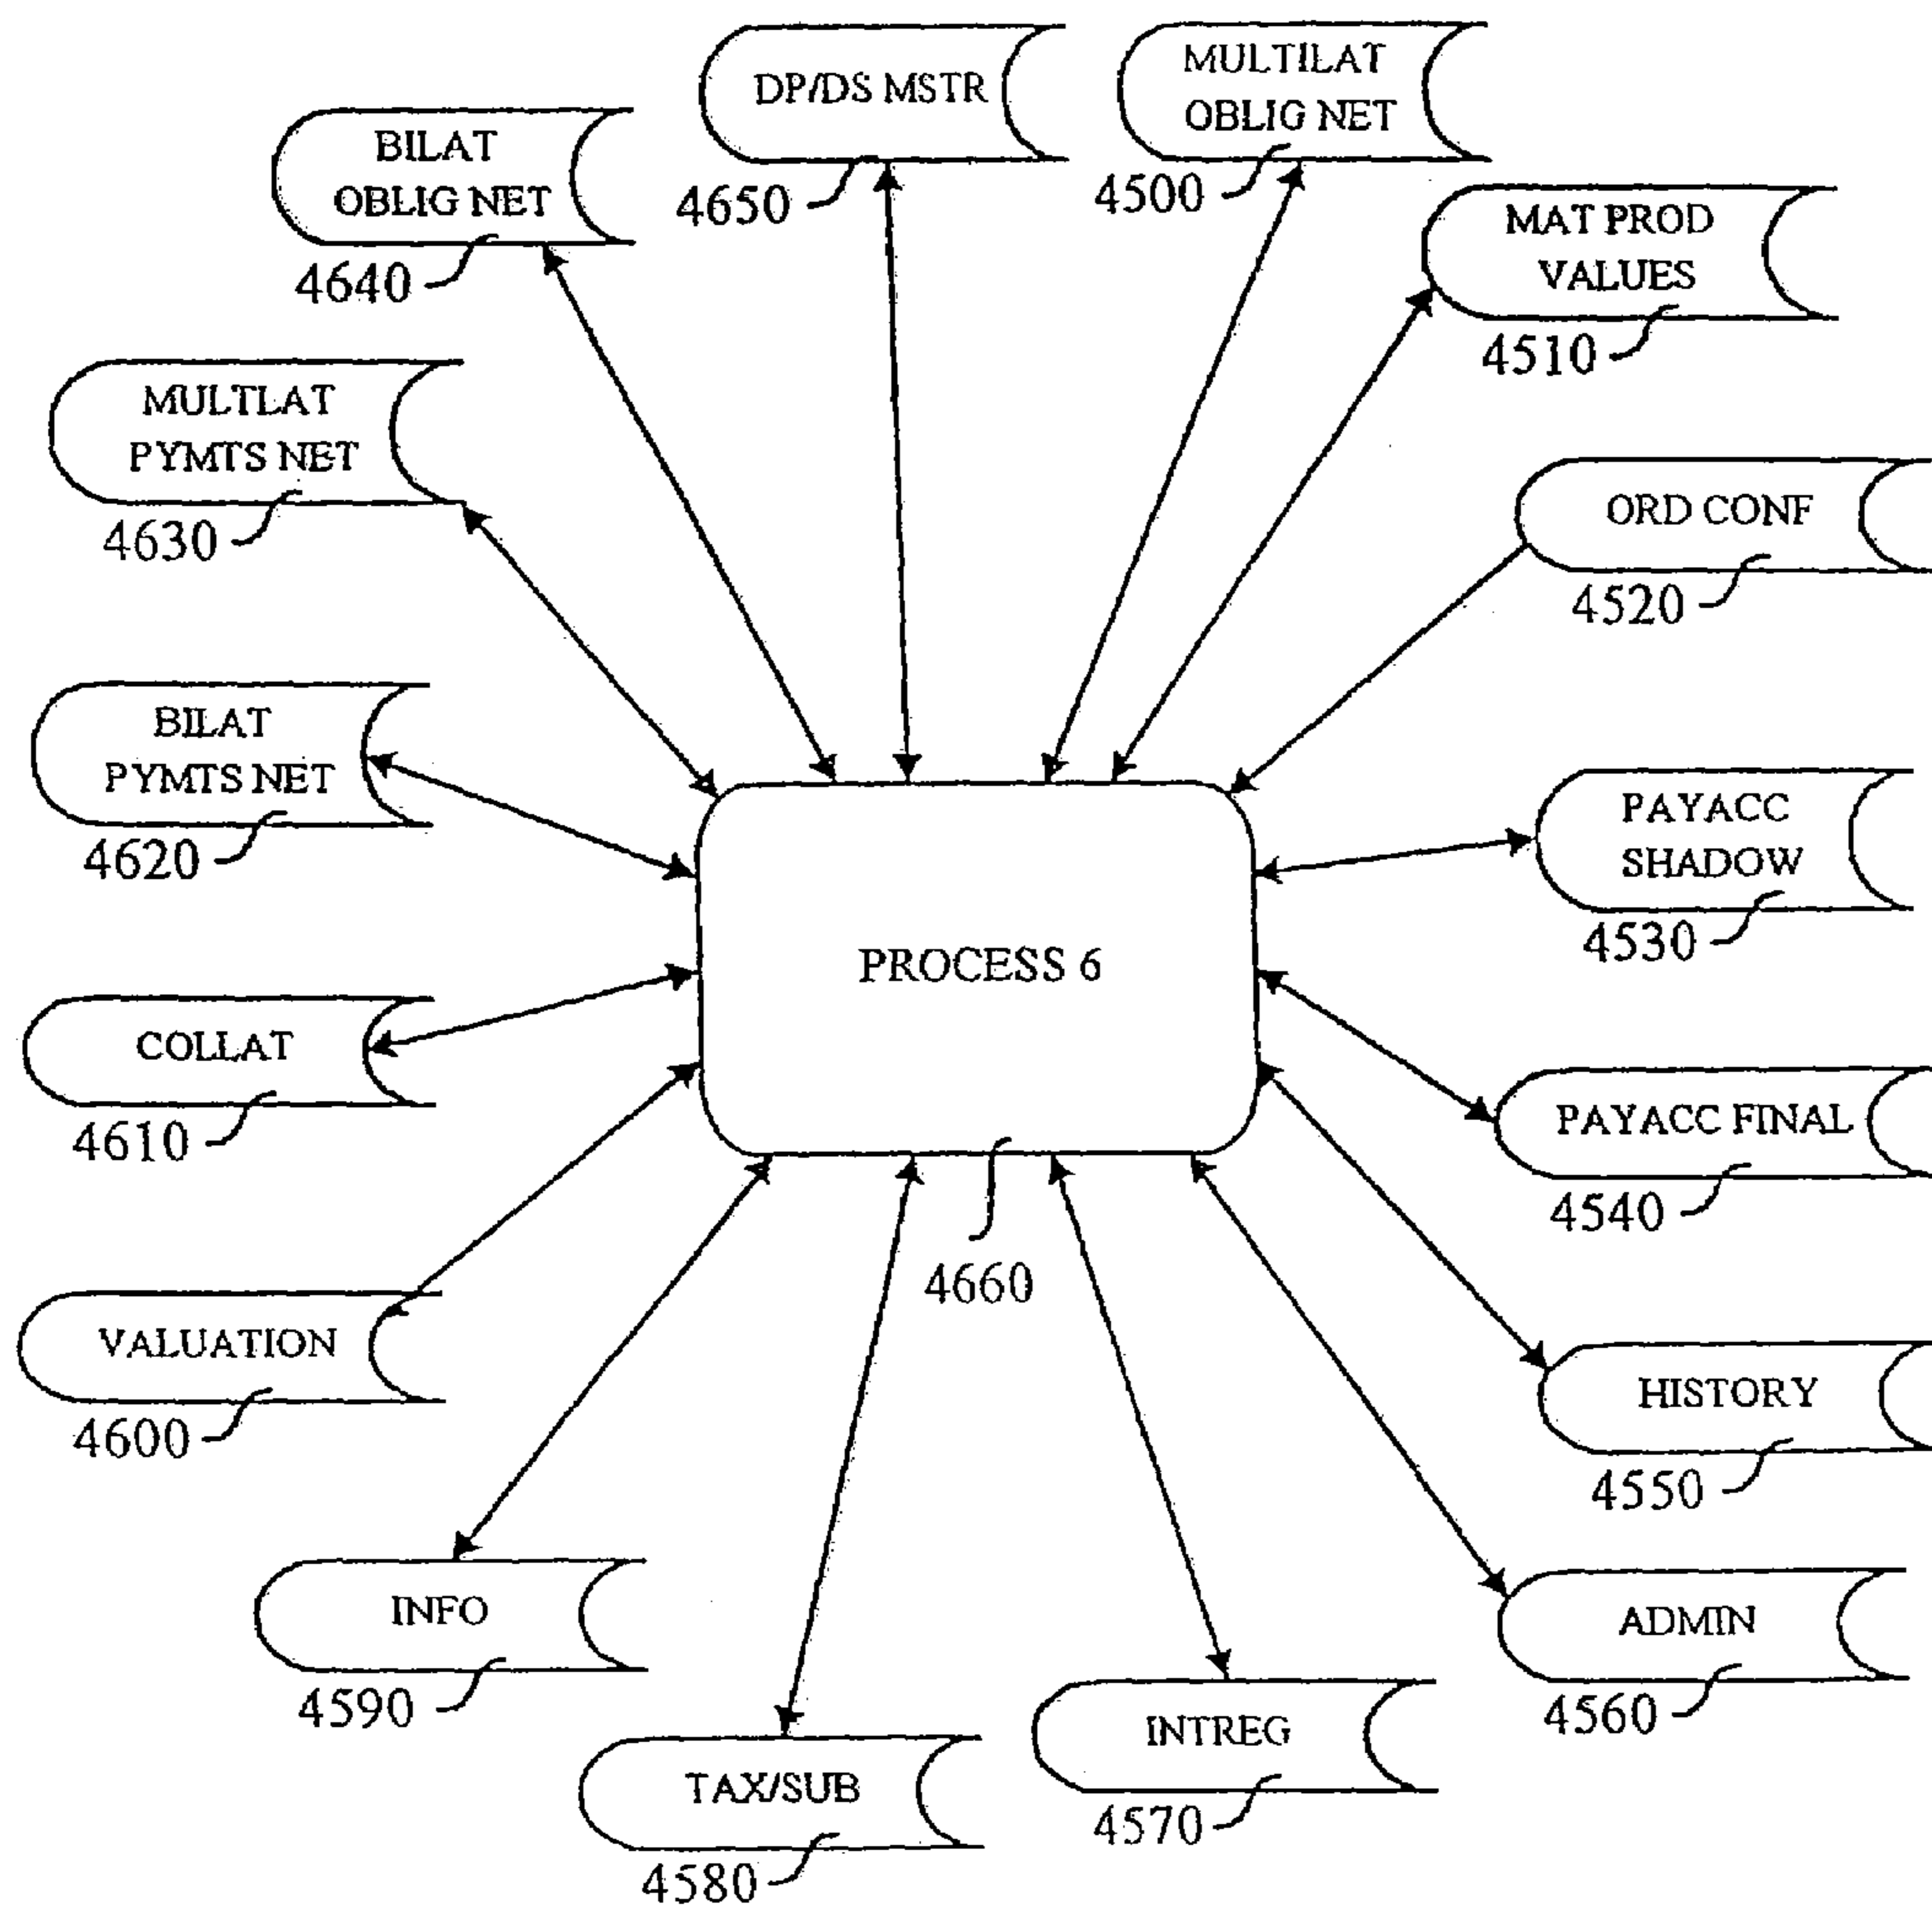 DP/DS MSTR
4650
MULTILAT
OBLIG NET
4500
BILAT
OBLIG NET
4640
MAT PROD
VALUES
4510
MULTLAT
PYMTS NET
4630
ORD CONF
4520
BILAT
PYMTS NET
4620
PAYACC
SHADOW
4530
PROCESS 6
4660
COLLAT
4610
PAYACC FINAL
4540
VALUATION
4600
HISTORY
4550
INFO
4590
ADMIN
4560
TAX/SUB
4580
INTREG
4570